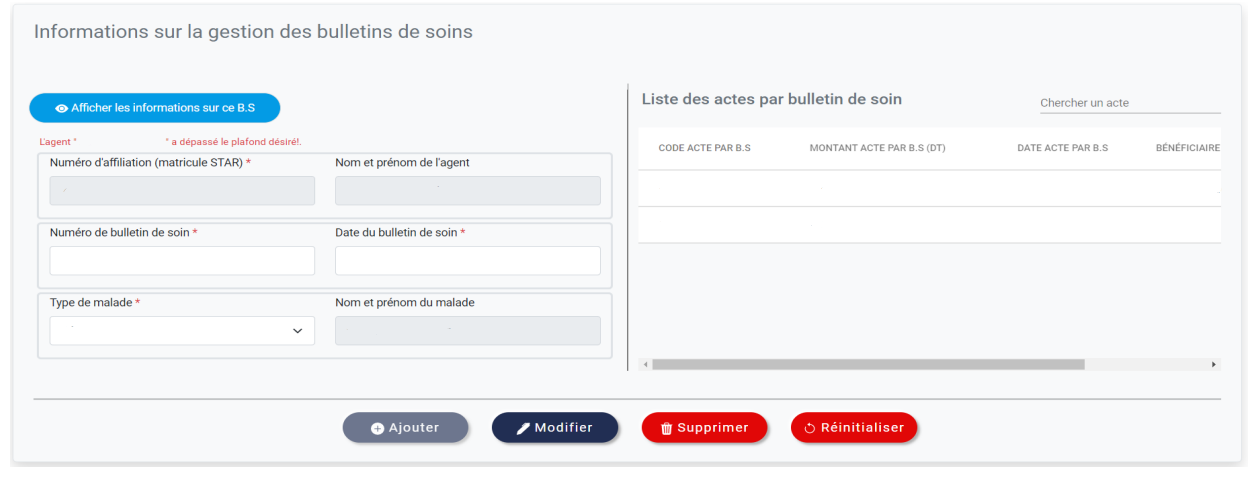 Informations sur la gestion des bulletins de soins
Afficher les informations sur ce B.S
L'agent " " a dépassé le plafond désiré!.
Numéro d'affiliation (matricule STAR) *
Nom et prénom de l'agent
Numéro de bulletin de soin *
Date du bulletin de soin *
Type de malade *
Nom et prénom du malade
Liste des actes par bulletin de soin
Chercher un acte
CODE ACTE PAR B.S MONTANT ACTE PAR B.S (DT) DATE ACTE PAR B.S BÉNÉFICIAIRE
Ajouter
Modifier
Supprimer
Réinitialiser